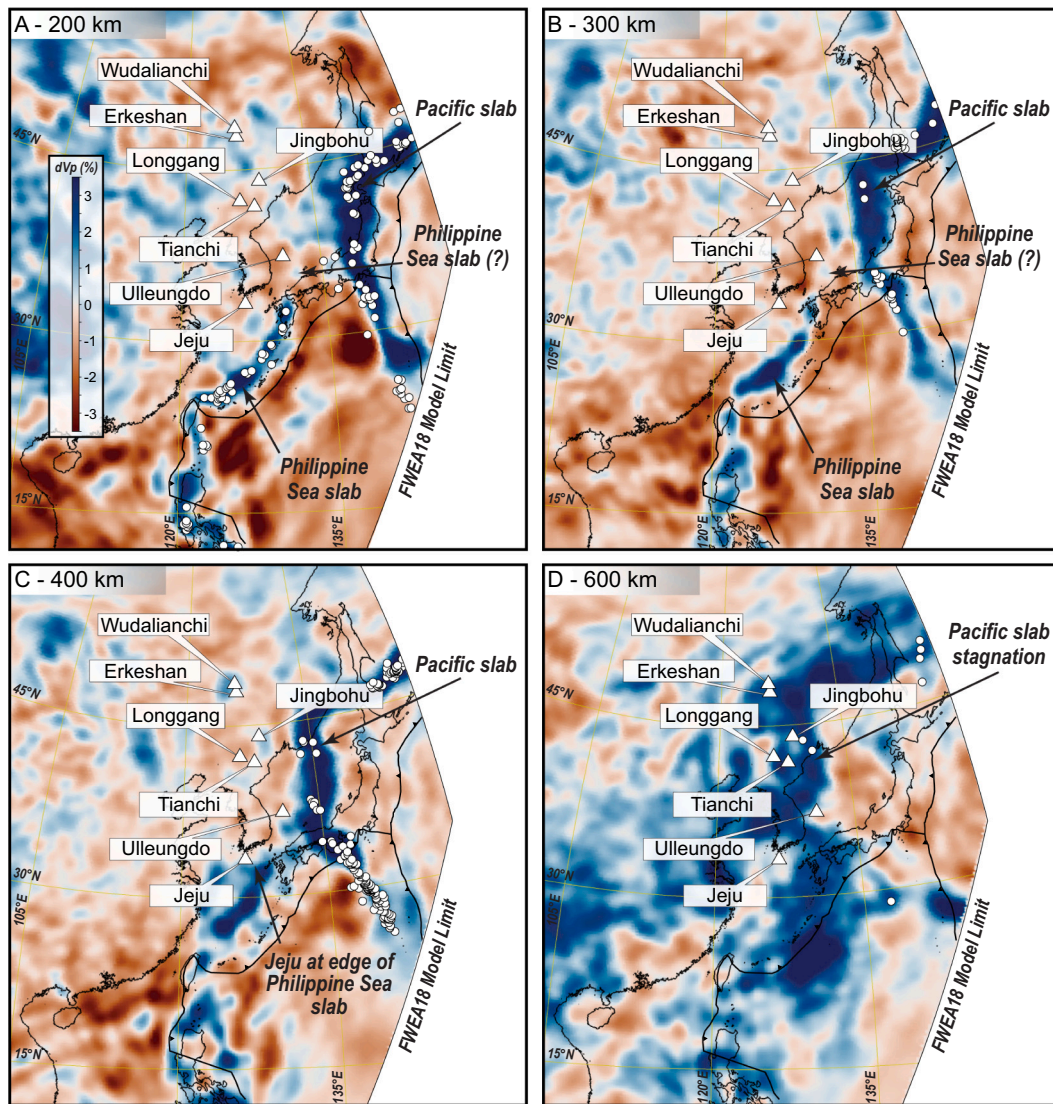 A - 200 km
Wudalianchi
Erkeshan
Pacific slab
45°N
Jingbohu
Longgang
dVp (%)
3
2
1
0
-1
-2
-3
Tianchi
Philippine
Sea slab (?)
Ulleungdo
Jeju
30°N
105°E
FWEA18 Model Limit
Philippine
Sea slab
15°N
120°E
135°E
B - 300 km
Wudalianchi
Erkeshan
Pacific slab
45°N
Jingbohu
Longgang
Tianchi
Philippine
Sea slab (?)
Ulleungdo
Jeju
30°N
105°E
FWEA18 Model Limit
Philippine
Sea slab
15°N
120°E
135°E
C - 400 km
Wudalianchi
Erkeshan
Pacific slab
45°N
Jingbohu
Longgang
Tianchi
Ulleungdo
Jeju
30°N
105°E
FWEA18 Model Limit
Jeju at edge of
Philippine Sea
slab
15°N
120°E
135°E
D - 600 km
Wudalianchi
Pacific slab
stagnation
Erkeshan
45°N
Jingbohu
Longgang
Tianchi
Ulleungdo
Jeju
30°N
105°E
FWEA18 Model Limit
15°N
120°E
135°E